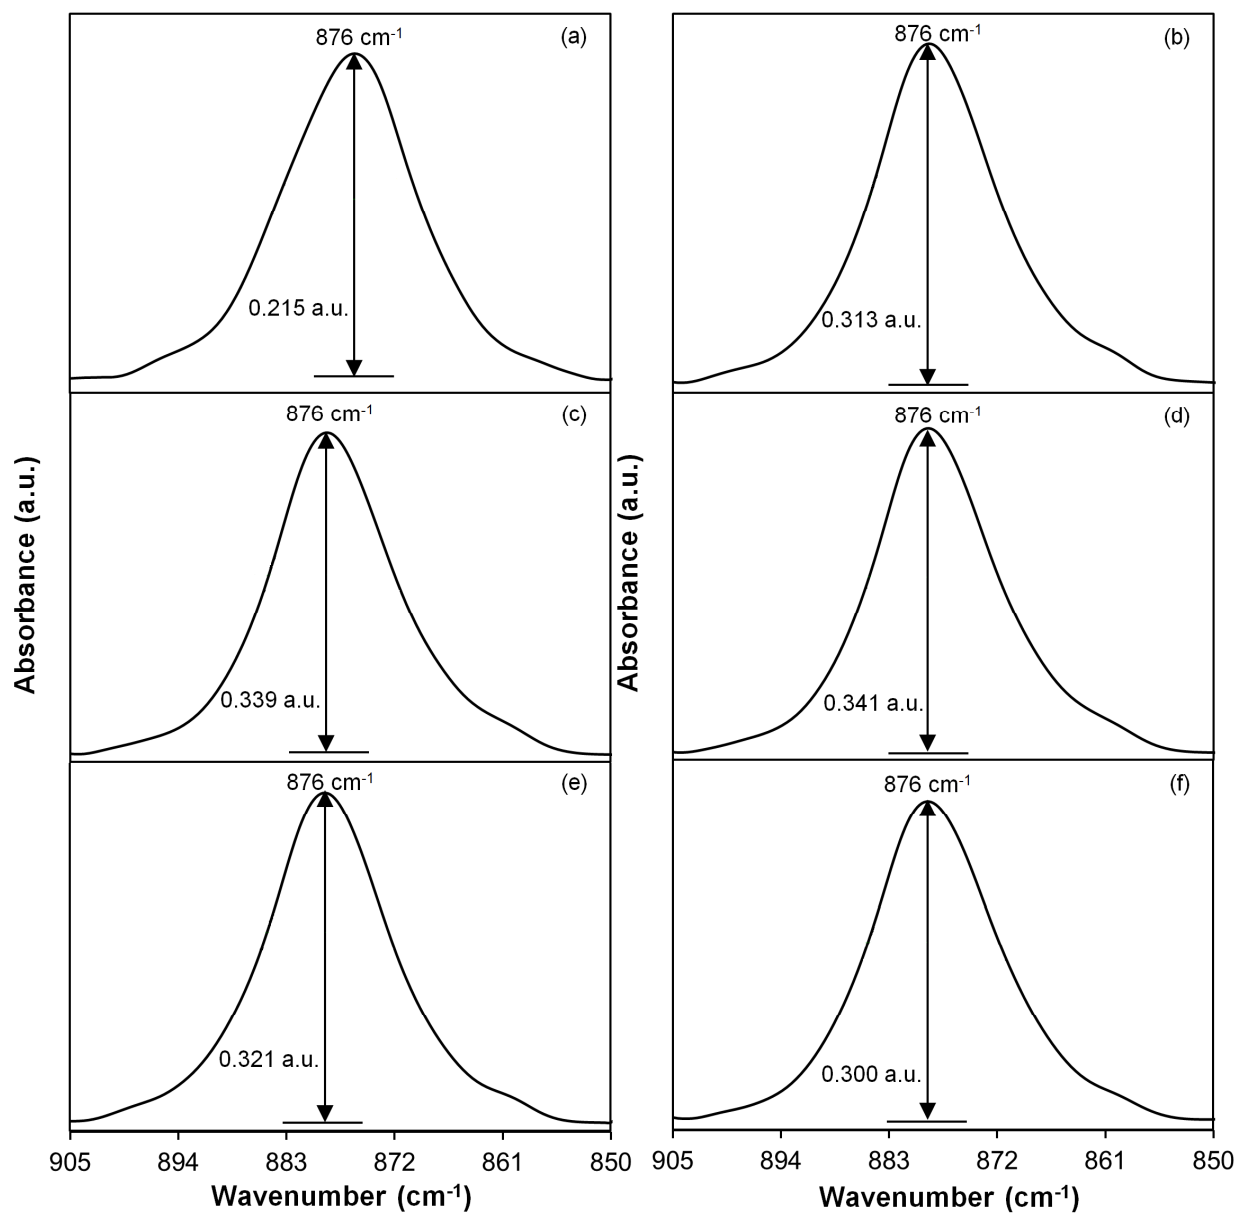 876 cm⁻¹
(a)
0.215 a.u.
876 cm⁻¹
(b)
0.313 a.u.
876 cm⁻¹
(c)
0.339 a.u.
876 cm⁻¹
(d)
0.341 a.u.
876 cm⁻¹
(e)
0.321 a.u.
876 cm⁻¹
(f)
0.300 a.u.
Absorbance (a.u.)
Absorbance (a.u.)
905 894 883 872 861 850
905 894 883 872 861 850
Wavenumber (cm⁻¹)
Wavenumber (cm⁻¹)